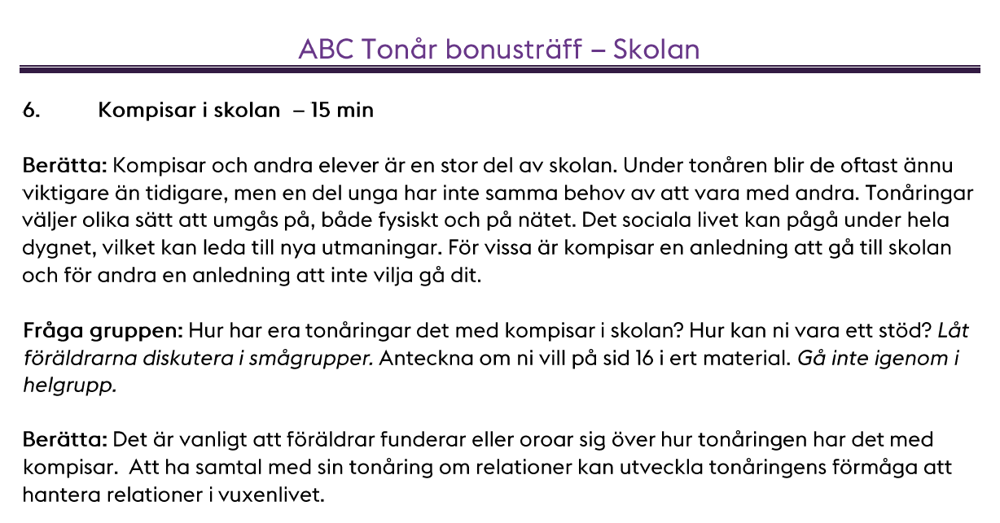 ABC Tonår bonusträff – Skolan
6. Kompisar i skolan – 15 min
Berätta: Kompisar och andra elever är en stor del av skolan. Under tonåren blir de oftast ännu
viktigare än tidigare, men en del unga har inte samma behov av att vara med andra. Tonåringar
väljer olika sätt att umgås på, både fysiskt och på nätet. Det sociala livet kan pågå under hela
dygnet, vilket kan leda till nya utmaningar. För vissa är kompisar en anledning att gå till skolan
och för andra en anledning att inte vilja gå dit.
Fråga gruppen: Hur har era tonåringar det med kompisar i skolan? Hur kan ni vara ett stöd? Låt
föräldrarna diskutera i smågrupper. Anteckna om ni vill på sid 16 i ert material. Gå inte igenom i
helgrupp.
Berätta: Det är vanligt att föräldrar funderar eller oroar sig över hur tonåringen har det med
kompisar.  Att ha samtal med sin tonåring om relationer kan utveckla tonåringens förmåga att
hantera relationer i vuxenlivet.